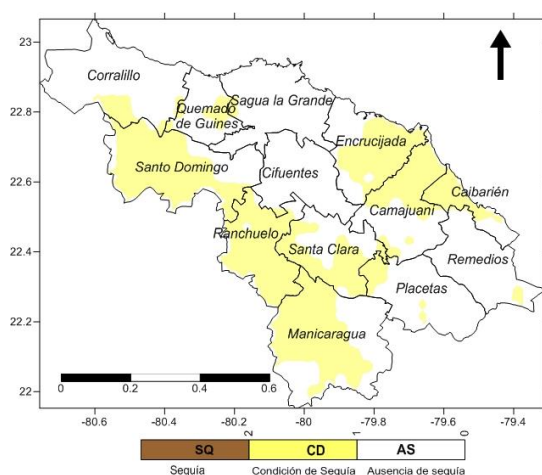 23
22.8
22.6
22.4
22.2
22
Corralillo
Quemado
de Guines
Sagua la Grande
Encrucijada
Santo Domingo
Cifuentes
Caibarién
Camajuaní
Ranchuelo
Santa Clara
Remedios
Placetas
Manicaragua
0 0.2 0.4 0.6
-80.6 -80.4 -80.2 -80 -79.8 -79.6 -79.4
2 1 0
SQ CD AS
Sequía Condición de Sequía Ausencia de sequía